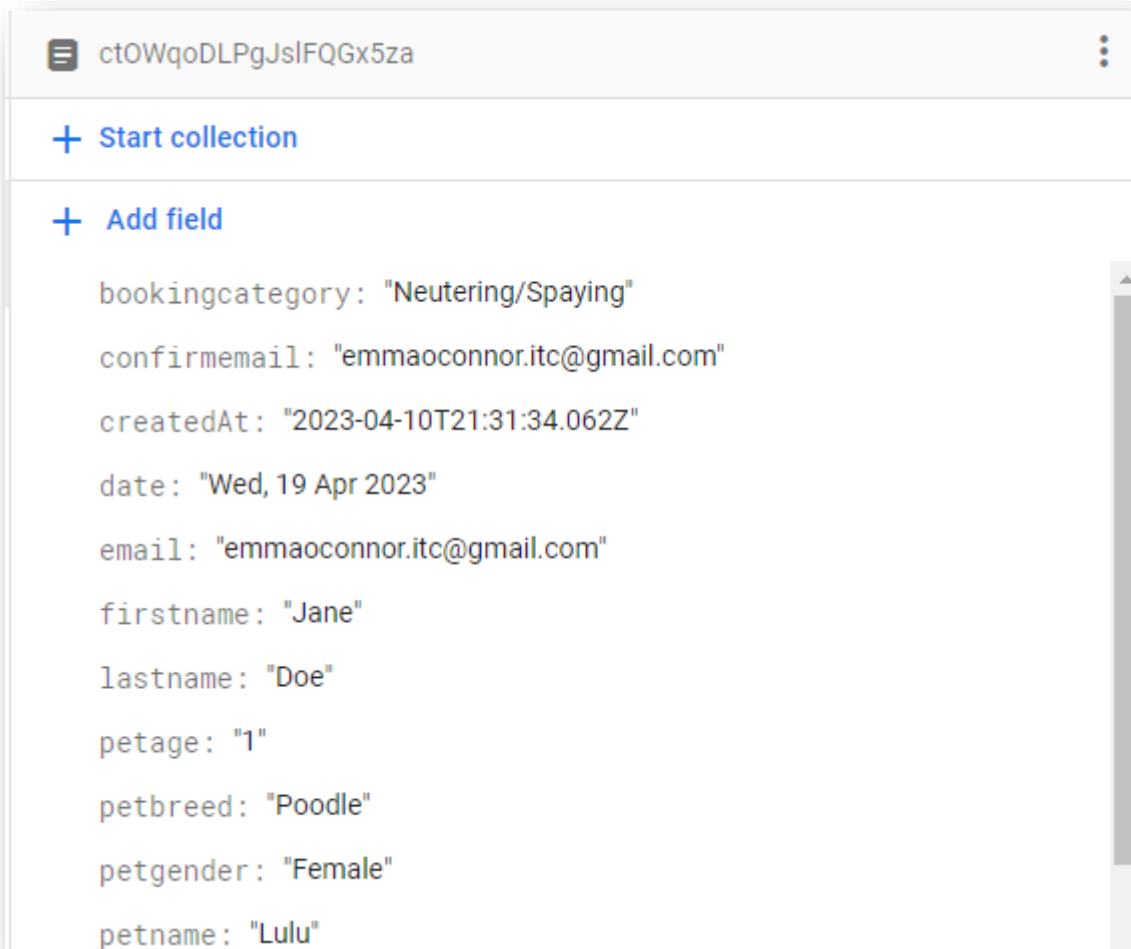 ctOWqoDLPgJslFQGx5za
+ Start collection
+ Add field
bookingcategory: "Neutering/Spaying"
confirmemail: "emmaoconnor.itc@gmail.com"
createdAt: "2023-04-10T21:31:34.062Z"
date: "Wed, 19 Apr 2023"
email: "emmaoconnor.itc@gmail.com"
firstname: "Jane"
lastname: "Doe"
petage: "1"
petbreed: "Poodle"
petgender: "Female"
petname: "Lulu"